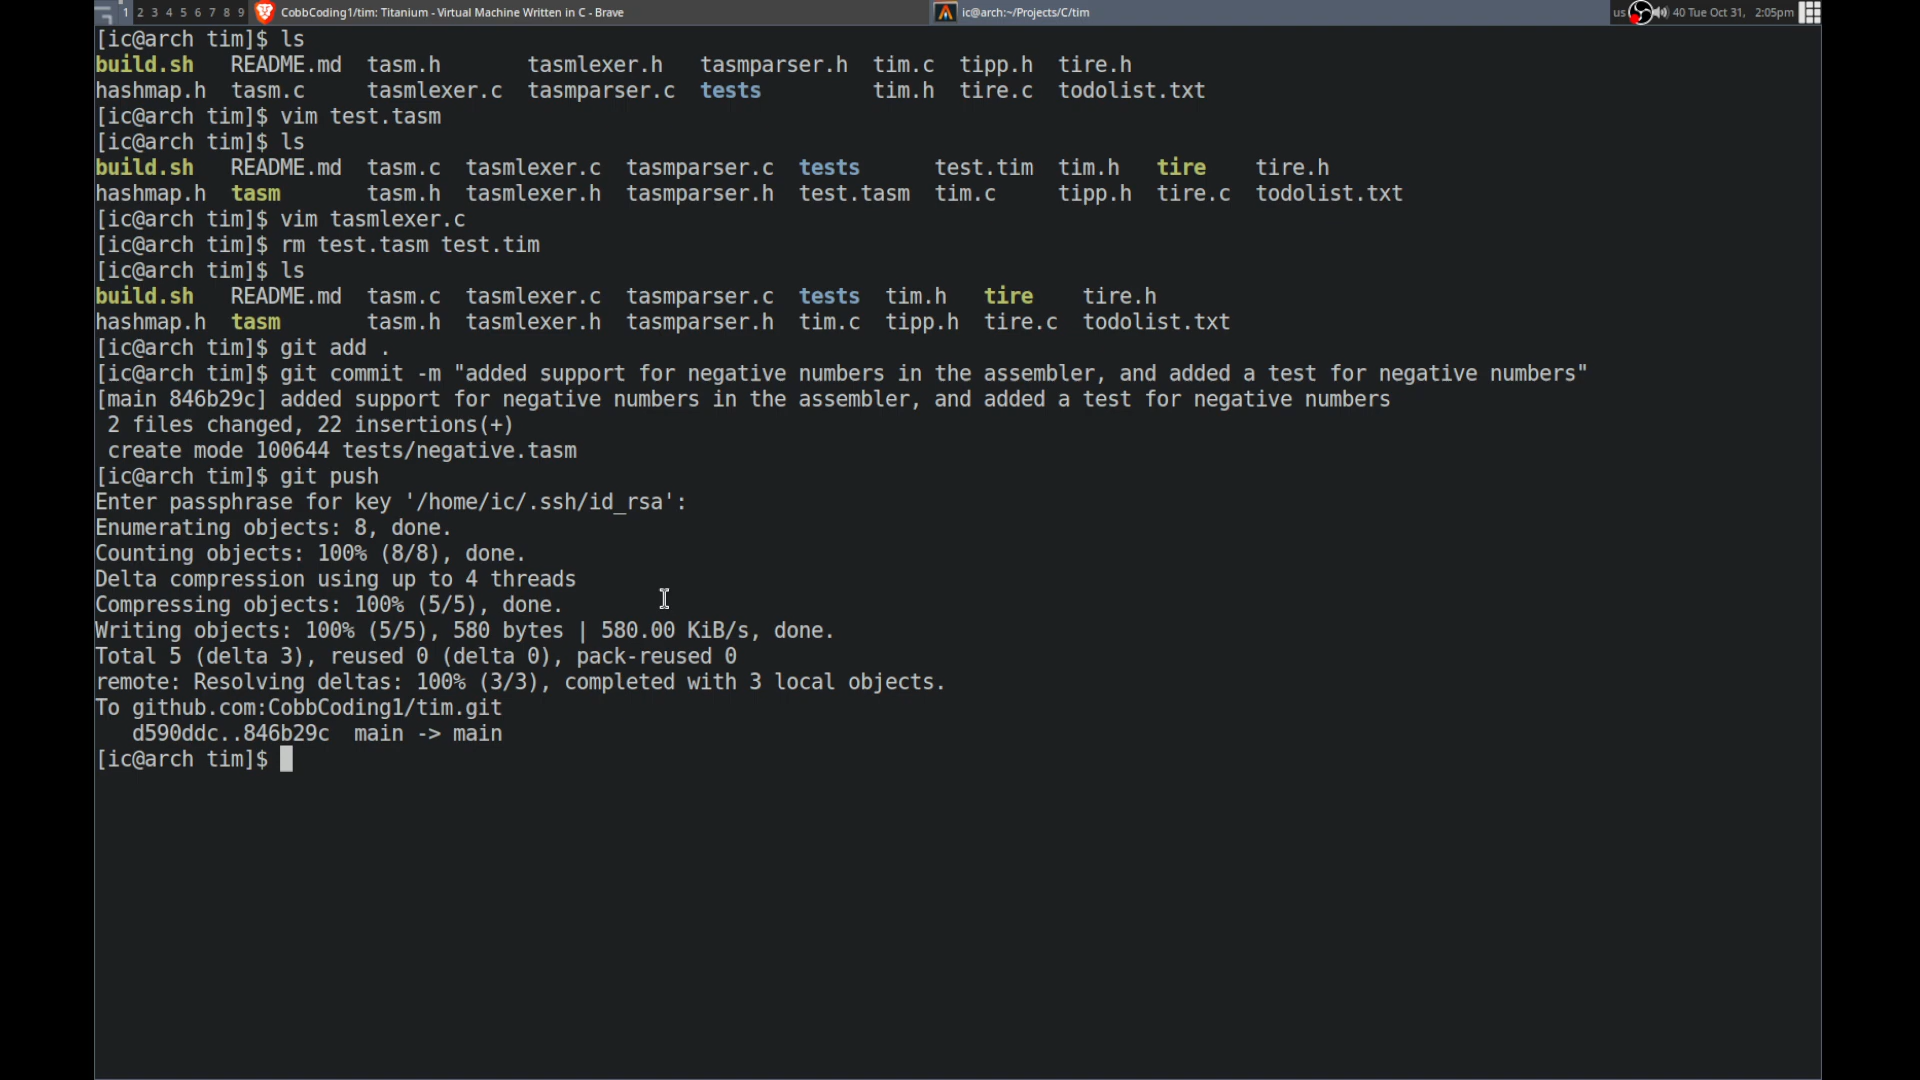 1 2 3 4 5 6 7 8 9 CobbCoding1/tim: Titanium - Virtual Machine Written in C - Brave ic@arch:~/Projects/C/tim us 40 Tue Oct 31, 2:05pm
[ic@arch tim]$ ls
build.sh README.md tasm.h tasmlexer.h tasmparser.h tim.c tipp.h tire.h
hashmap.h tasm.c tasmlexer.c tasmparser.c tests tim.h tire.c todolist.txt
[ic@arch tim]$ vim test.tasm
[ic@arch tim]$ ls
build.sh README.md tasm.c tasmlexer.c tasmparser.c tests test.tim tim.h tire tire.h
hashmap.h tasm tasm.h tasmlexer.h tasmparser.h test.tasm tim.c tipp.h tire.c todolist.txt
[ic@arch tim]$ vim tasmlexer.c
[ic@arch tim]$ rm test.tasm test.tim
[ic@arch tim]$ ls
build.sh README.md tasm.c tasmlexer.c tasmparser.c tests tim.h tire tire.h
hashmap.h tasm tasm.h tasmlexer.h tasmparser.h tim.c tipp.h tire.c todolist.txt
[ic@arch tim]$ git add .
[ic@arch tim]$ git commit -m "added support for negative numbers in the assembler, and added a test for negative numbers"
[main 846b29c] added support for negative numbers in the assembler, and added a test for negative numbers
2 files changed, 22 insertions(+)
create mode 100644 tests/negative.tasm
[ic@arch tim]$ git push
Enter passphrase for key '/home/ic/.ssh/id_rsa':
Enumerating objects: 8, done.
Counting objects: 100% (8/8), done.
Delta compression using up to 4 threads
Compressing objects: 100% (5/5), done.
Writing objects: 100% (5/5), 580 bytes | 580.00 KiB/s, done.
Total 5 (delta 3), reused 0 (delta 0), pack-reused 0
remote: Resolving deltas: 100% (3/3), completed with 3 local objects.
To github.com:CobbCoding1/tim.git
d590ddc..846b29c main -> main
[ic@arch tim]$